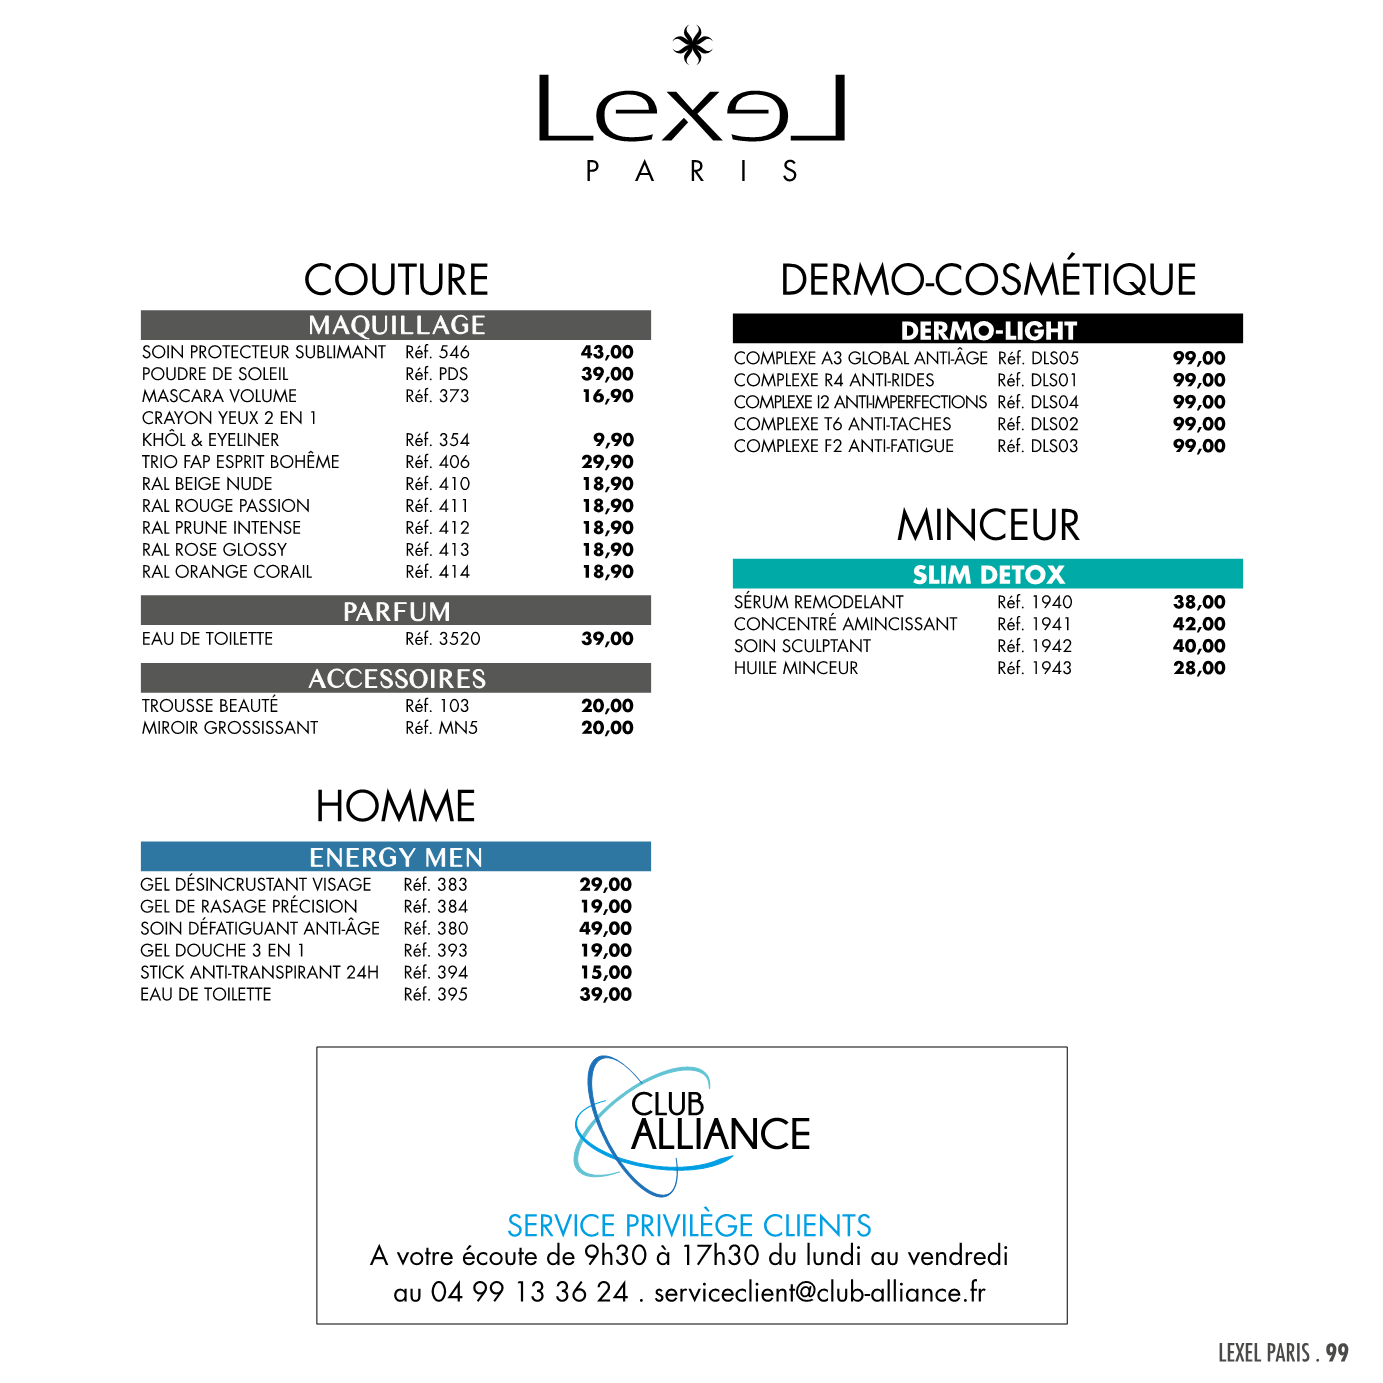 Lexel
PARIS
COUTURE
MAQUILLAGE
SOIN PROTECTEUR SUBLIMANT Réf. 546 43,00
POUDRE DE SOLEIL Réf. PDS 39,00
MASCARA VOLUME Réf. 373 16,90
CRAYON YEUX 2 EN 1
KHÔL & EYELINER Réf. 354 9,90
TRIO FAP ESPRIT BOHÊME Réf. 406 29,90
RAL BEIGE NUDE Réf. 410 18,90
RAL ROUGE PASSION Réf. 411 18,90
RAL PRUNE INTENSE Réf. 412 18,90
RAL ROSE GLOSSY Réf. 413 18,90
RAL ORANGE CORAIL Réf. 414 18,90
PARFUM
EAU DE TOILETTE Réf. 3520 39,00
ACCESSOIRES
TROUSSE BEAUTÉ Réf. 103 20,00
MIROIR GROSSISSANT Réf. MN5 20,00
HOMME
ENERGY MEN
GEL DÉSINCRUSTANT VISAGE Réf. 383 29,00
GEL DE RASAGE PRÉCISION Réf. 384 19,00
SOIN DÉFATIGUANT ANTI-ÂGE Réf. 380 49,00
GEL DOUCHE 3 EN 1 Réf. 393 19,00
STICK ANTI-TRANSPIRANT 24H Réf. 394 15,00
EAU DE TOILETTE Réf. 395 39,00
DERMO-COSMÉTIQUE
DERMO-LIGHT
COMPLEXE A3 GLOBAL ANTI-ÂGE Réf. DLS05 99,00
COMPLEXE R4 ANTI-RIDES Réf. DLS01 99,00
COMPLEXE I2 ANTI-IMPERFECTIONS Réf. DLS04 99,00
COMPLEXE T6 ANTI-TACHES Réf. DLS02 99,00
COMPLEXE F2 ANTI-FATIGUE Réf. DLS03 99,00
MINCEUR
SLIM DETOX
SÉRUM REMODELANT Réf. 1940 38,00
CONCENTRÉ AMINCISSANT Réf. 1941 42,00
SOIN SCULPTANT Réf. 1942 40,00
HUILE MINCEUR Réf. 1943 28,00
CLUB
ALLIANCE
SERVICE PRIVILÈGE CLIENTS
A votre écoute de 9h30 à 17h30 du lundi au vendredi
au 04 99 13 36 24 . serviceclient@club-alliance.fr
LEXEL PARIS . 99